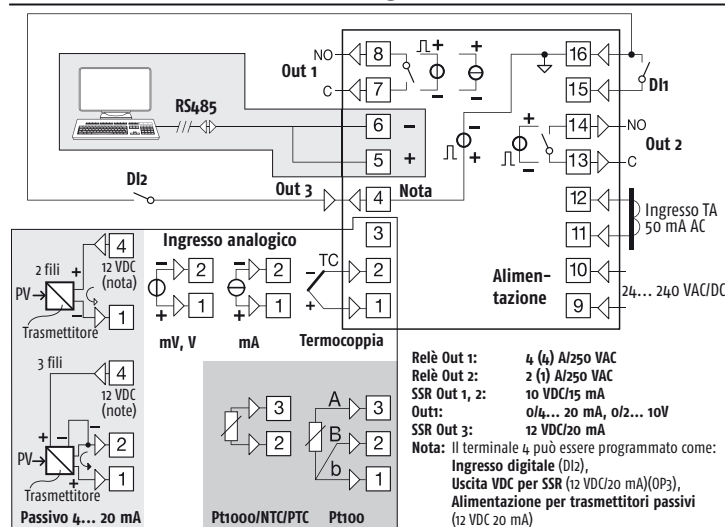 NO
8
Out 1
C
7
RS485
6 −
5 +
DI2
Out 3
4
Nota
16
DI1
15
14
NO
Out 2
13
C
12
Ingresso TA
50 mA AC
11
10
Alimen-
tazione
24... 240 VAC/DC
9
3
Ingresso analogico
2
1
mV, V
2
1
mA
TC
2
1
Termocoppia
2 fili
4
12 VDC
(nota)
PV
1
Trasmettitore
3 fili
4
12 VDC
(note)
2
PV
1
Trasmettitore
Passivo 4... 20 mA
3
2
Pt1000/NTC/PTC
A
3
B
2
b
1
Pt100
Relè Out 1: 4 (4) A/250 VAC
Relè Out 2: 2 (1) A/250 VAC
SSR Out 1, 2: 10 VDC/15 mA
Out1: 0/4... 20 mA, 0/2... 10V
SSR Out 3: 12 VDC/20 mA
Nota: Il terminale 4 può essere programmato come:
Ingresso digitale (DI2),
Uscita VDC per SSR (12 VDC/20 mA)(OP3),
Alimentazione per trasmettitori passivi
(12 VDC 20 mA)